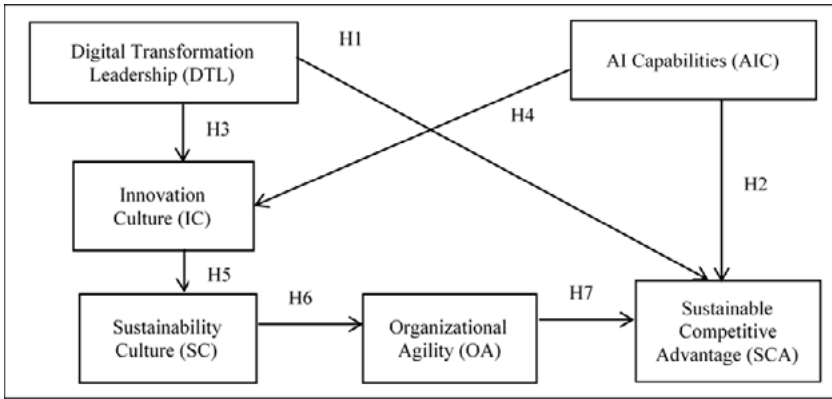 Digital Transformation
Leadership (DTL)
H1
AI Capabilities (AIC)
H3
H4
H2
Innovation
Culture (IC)
H5
H6
H7
Sustainability
Culture (SC)
Organizational
Agility (OA)
Sustainable
Competitive
Advantage (SCA)